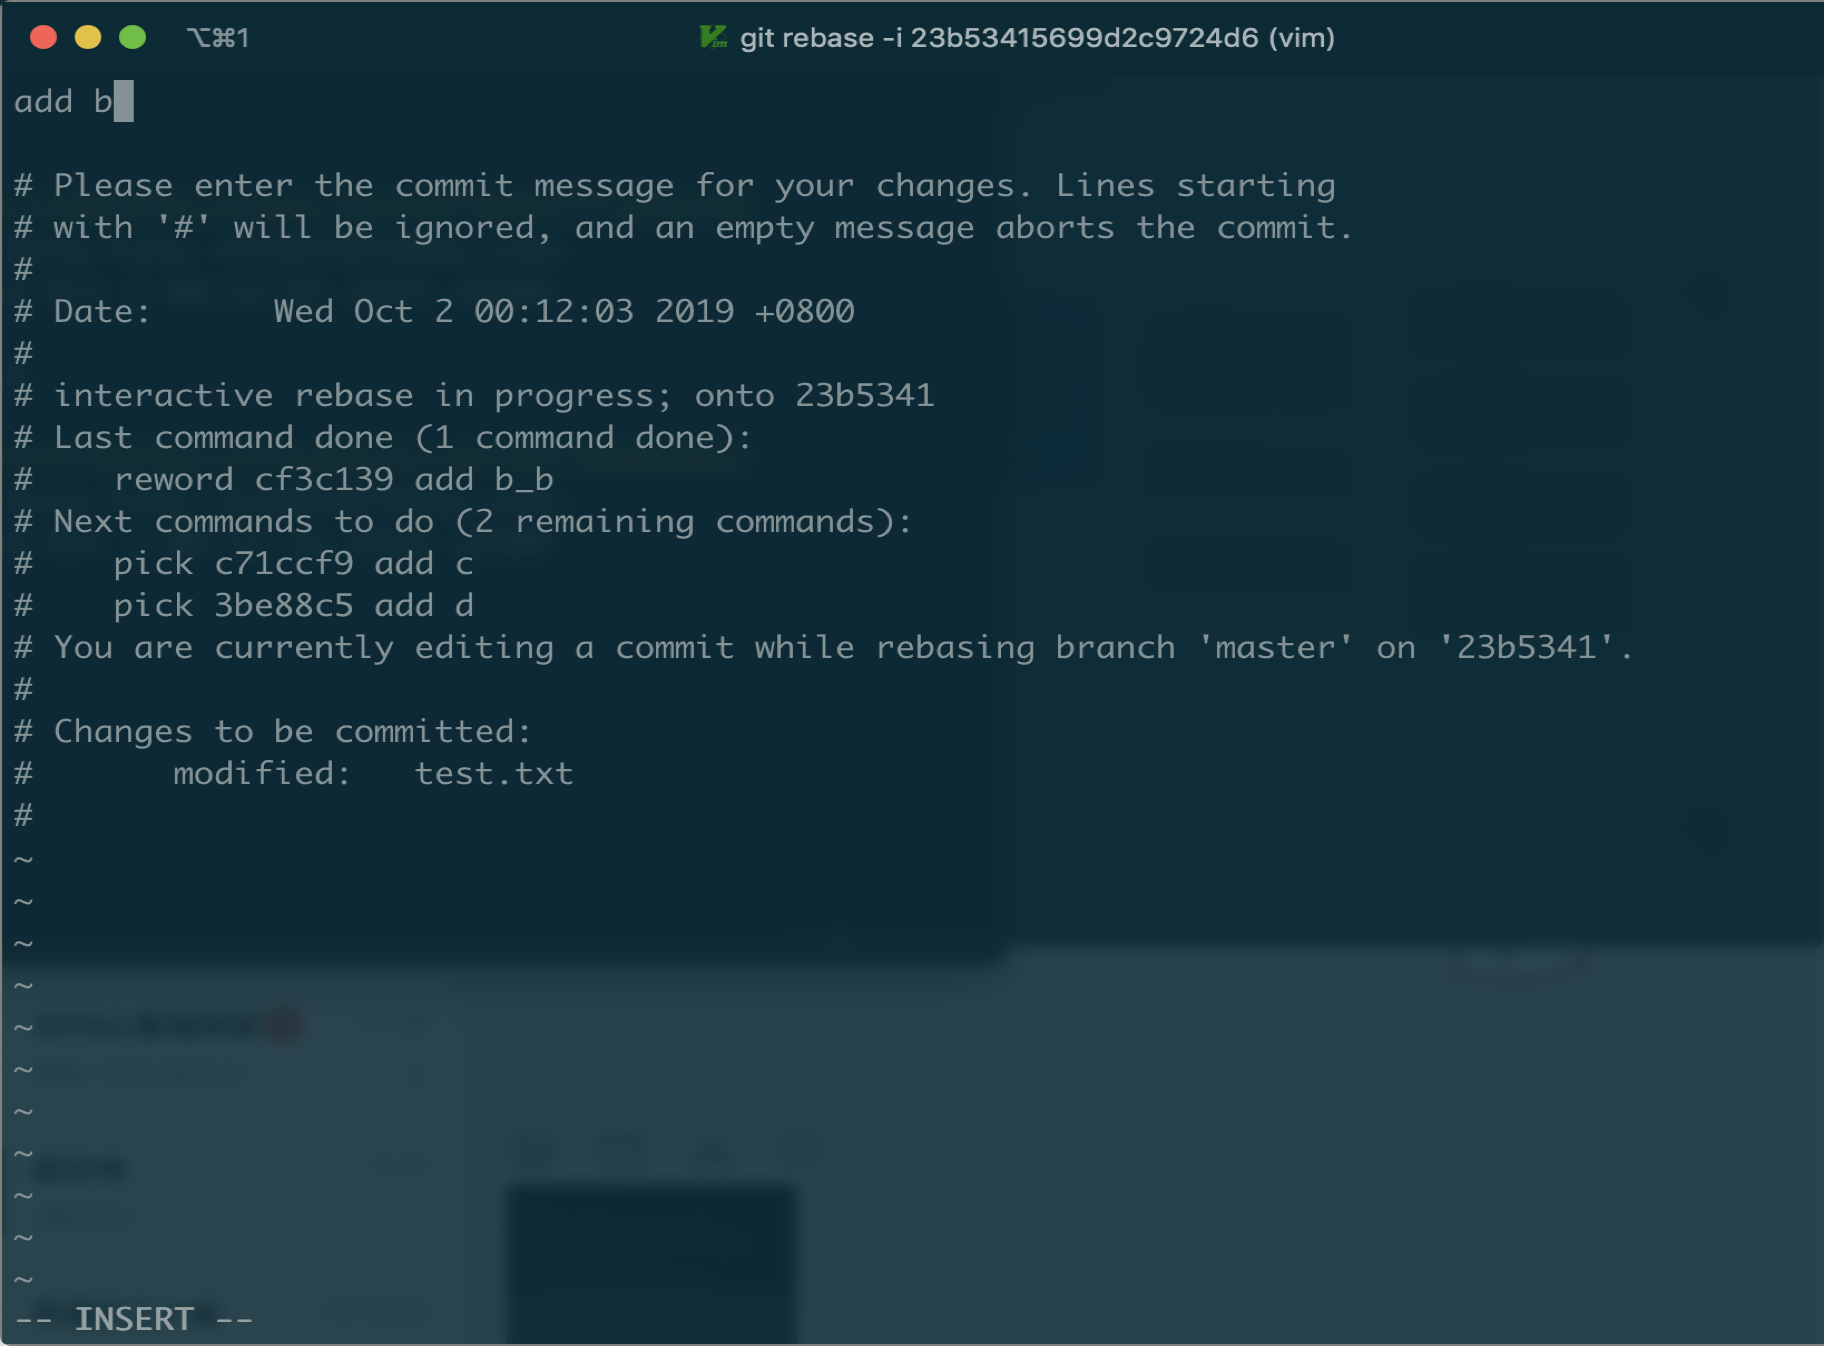 ⌥⌘1 git rebase -i 23b53415699d2c9724d6 (vim)
add b

# Please enter the commit message for your changes. Lines starting
# with '#' will be ignored, and an empty message aborts the commit.
#
# Date:      Wed Oct 2 00:12:03 2019 +0800
#
# interactive rebase in progress; onto 23b5341
# Last command done (1 command done):
#    reword cf3c139 add b_b
# Next commands to do (2 remaining commands):
#    pick c71ccf9 add c
#    pick 3be88c5 add d
# You are currently editing a commit while rebasing branch 'master' on '23b5341'.
#
# Changes to be committed:
#       modified:   test.txt
#
~
~
~
~
~
~
~
~
~
~
~
-- INSERT --